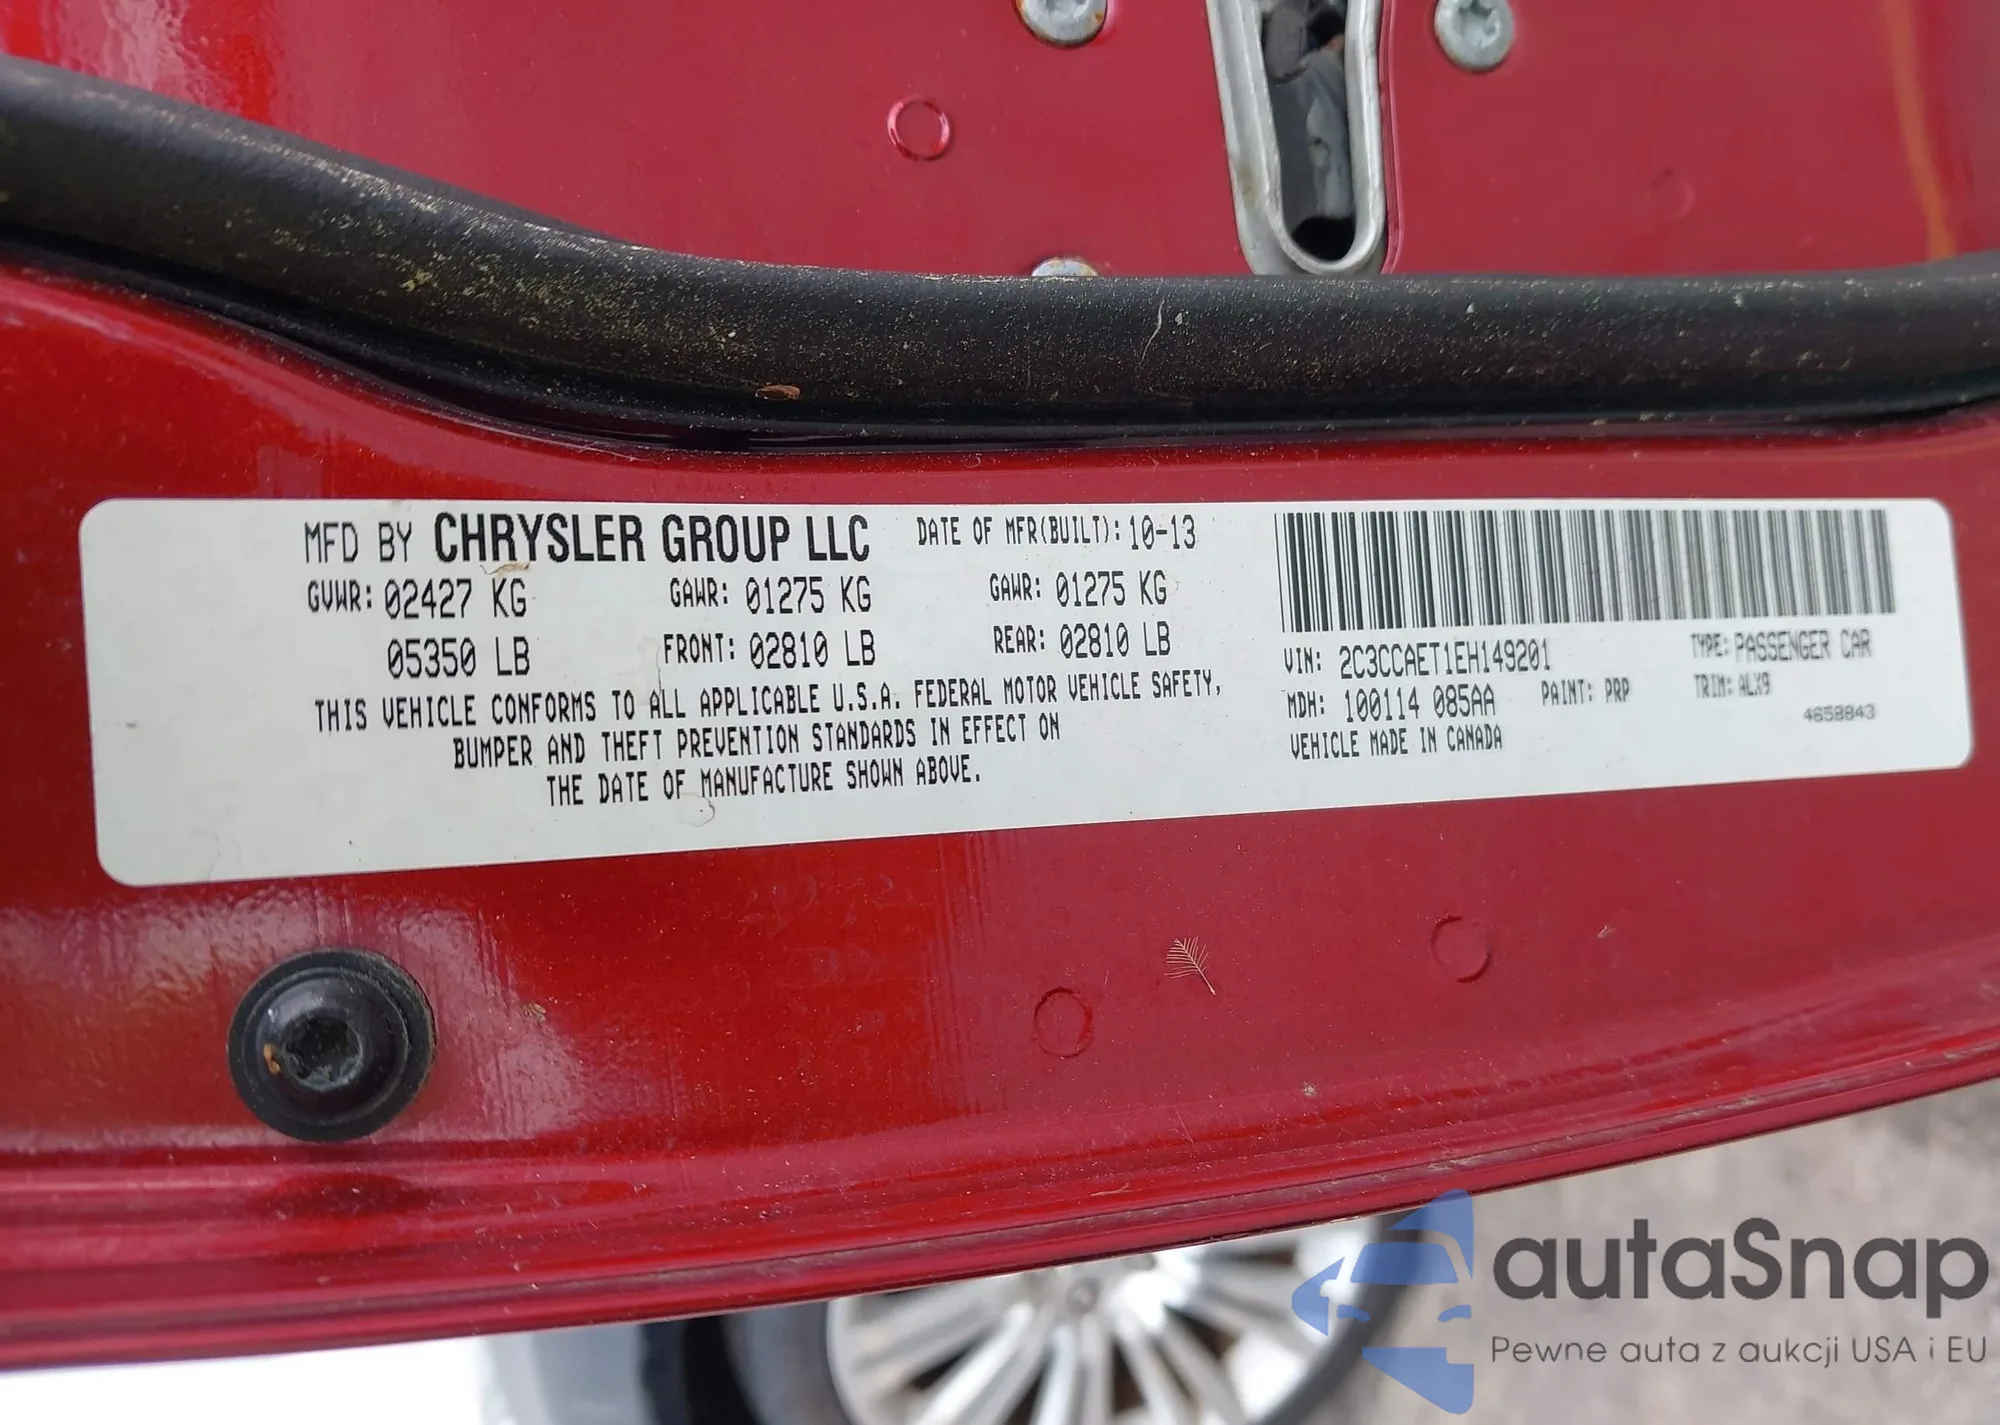 MFD BY CHRYSLER GROUP LLC DATE OF MFR(BUILT): 10-13
GVWR: 02427 KG GAWR: 01275 KG GAWR: 01275 KG
05350 LB FRONT: 02810 LB REAR: 02810 LB
THIS VEHICLE CONFORMS TO ALL APPLICABLE U.S.A. FEDERAL MOTOR VEHICLE SAFETY,
BUMPER AND THEFT PREVENTION STANDARDS IN EFFECT ON
THE DATE OF MANUFACTURE SHOWN ABOVE.
VIN: 2C3CCAET1EH149201 TYPE: PASSENGER CAR
MDH: 100114 085AA PAINT: PRP TRIM: ALX9
VEHICLE MADE IN CANADA 4658843
autaSnap
Pewne auta z aukcji USA i EU